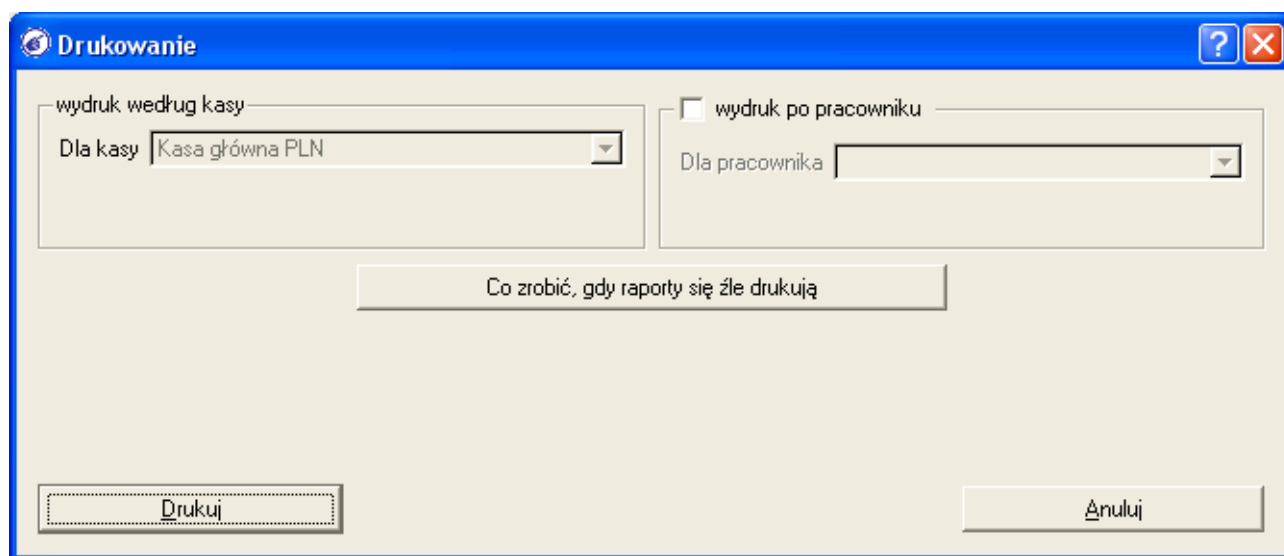 Drukowanie
wydruk według kasy
Dla kasy Kasa główna PLN
wydruk po pracowniku
Dla pracownika
Co zrobić, gdy raporty się źle drukują
Drukuj
Anuluj